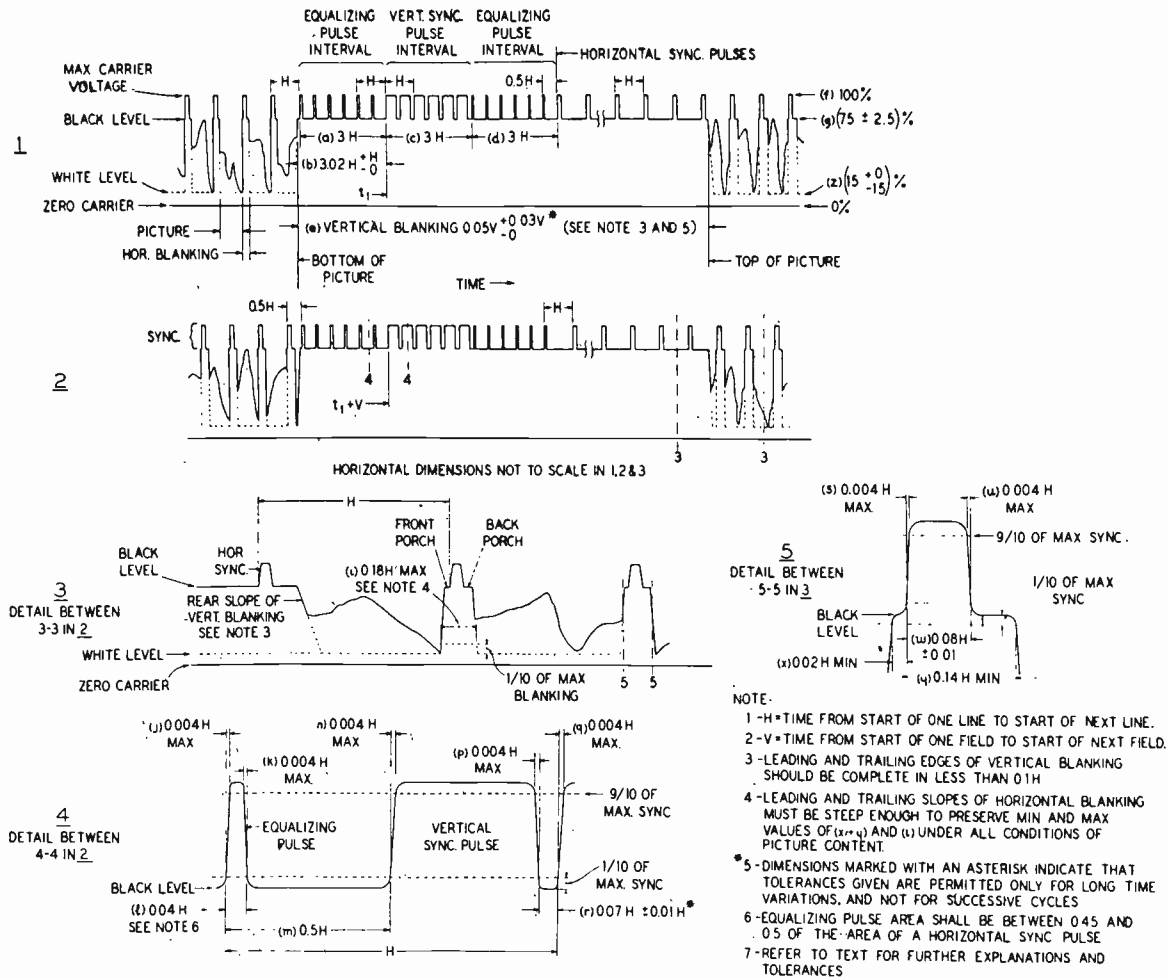 EQUALIZING PULSE INTERVAL
VERT. SYNC. PULSE INTERVAL
EQUALIZING PULSE INTERVAL
HORIZONTAL SYNC. PULSES
MAX CARRIER VOLTAGE
H
H
H
0.5H
H
(f) 100%
BLACK LEVEL
(g)(75 ± 2.5)%
1
(a) 3 H
(c) 3 H
(d) 3 H
(b) 3.02 H +H -0
WHITE LEVEL
t₁
(z)(15 +0 -15)%
ZERO CARRIER
0%
PICTURE
(e) VERTICAL BLANKING 0.05V +0.03V* -0 (SEE NOTE 3 AND 5)
HOR. BLANKING
BOTTOM OF PICTURE
TOP OF PICTURE
TIME
0.5H
H
SYNC.
2
4
4
t₁+V
3
3
HORIZONTAL DIMENSIONS NOT TO SCALE IN 1,2&3
H
FRONT PORCH
BACK PORCH
BLACK LEVEL
HOR SYNC.
(i) 0.18H MAX
SEE NOTE 4
3
DETAIL BETWEEN
3-3 IN 2
REAR SLOPE OF
VERT. BLANKING
SEE NOTE 3
WHITE LEVEL
ZERO CARRIER
1/10 OF MAX
BLANKING
5
5
(s) 0.004 H
MAX.
(u) 0.004 H
MAX
9/10 OF MAX SYNC.
5
DETAIL BETWEEN
5-5 IN 3
1/10 OF MAX
SYNC
BLACK
LEVEL
(w) 0.08H
±0.01
(x) 02 H MIN
(y) 0.14 H MIN
(j) 0.004 H
MAX
n) 0.004 H
MAX
(q) 0.004 H
MAX.
(k) 0.004 H
MAX.
(p) 0.004 H
MAX
9/10 OF
MAX. SYNC
4
DETAIL BETWEEN
4-4 IN 2
EQUALIZING
PULSE
VERTICAL
SYNC. PULSE
BLACK LEVEL
1/10 OF
MAX. SYNC
(ℓ) 004 H
SEE NOTE 6
(m) 0.5H
(r) 007 H ±0.01 H*
H
NOTE-
1 -H=TIME FROM START OF ONE LINE TO START OF NEXT LINE.
2 -V=TIME FROM START OF ONE FIELD TO START OF NEXT FIELD.
3 -LEADING AND TRAILING EDGES OF VERTICAL BLANKING
SHOULD BE COMPLETE IN LESS THAN 0.1H
4 -LEADING AND TRAILING SLOPES OF HORIZONTAL BLANKING
MUST BE STEEP ENOUGH TO PRESERVE MIN AND MAX
VALUES OF (x+y) AND (i) UNDER ALL CONDITIONS OF
PICTURE CONTENT.
*5 -DIMENSIONS MARKED WITH AN ASTERISK INDICATE THAT
TOLERANCES GIVEN ARE PERMITTED ONLY FOR LONG TIME
VARIATIONS, AND NOT FOR SUCCESSIVE CYCLES
6 -EQUALIZING PULSE AREA SHALL BE BETWEEN 0.45 AND
0.5 OF THE AREA OF A HORIZONTAL SYNC PULSE
7 -REFER TO TEXT FOR FURTHER EXPLANATIONS AND
TOLERANCES